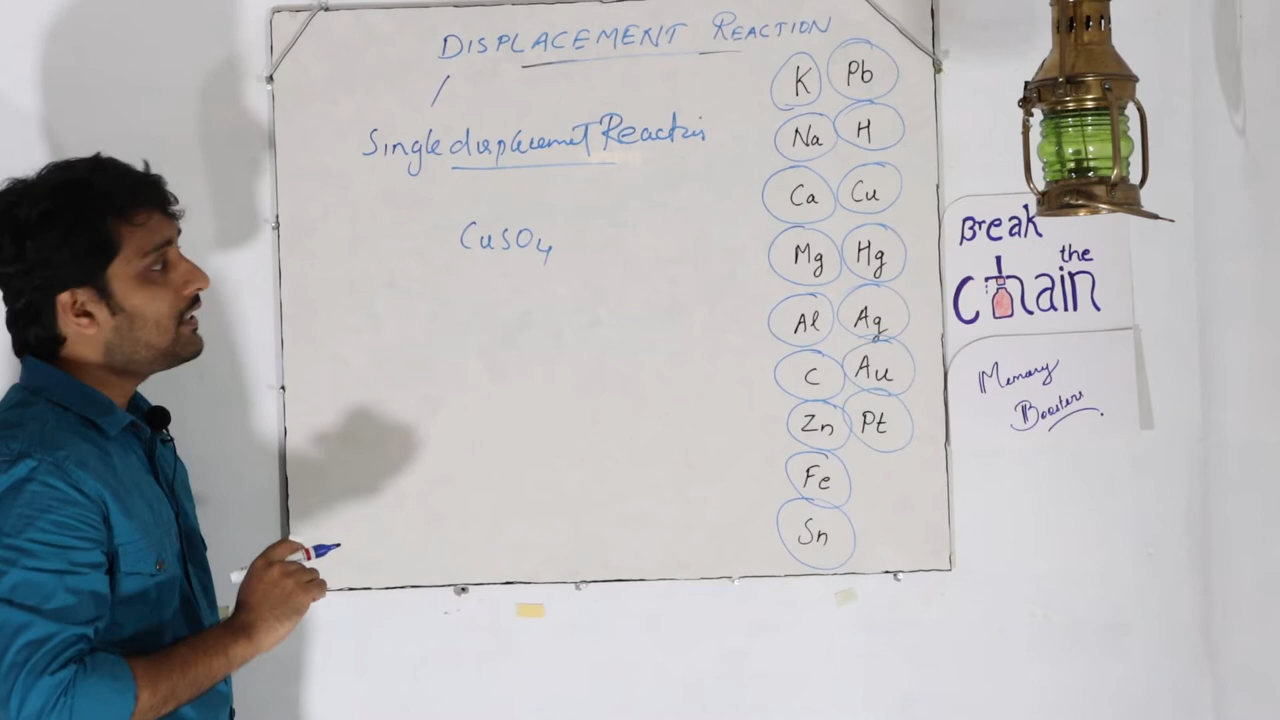 DISPLACEMENT REACTION
Single displacement Reaction
CuSO4
K Pb
Na H
Ca Cu
Mg Hg
Al Ag
C Au
Zn Pt
Fe
Sn
Break
the
Chain
Memory
Boosters